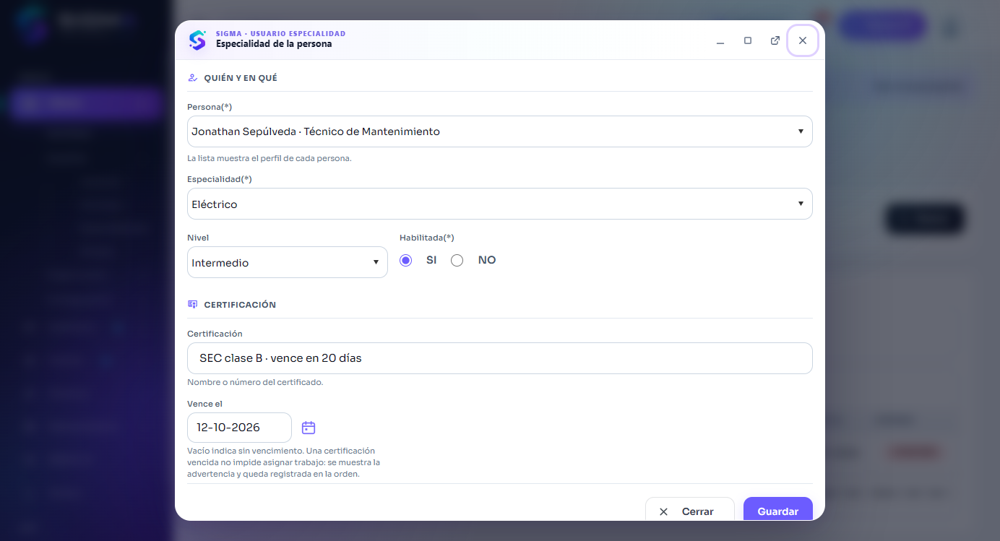 SIGMA · USUARIO ESPECIALIDAD
Especialidad de la persona
QUIÉN Y EN QUÉ
Persona(*)
Jonathan Sepúlveda · Técnico de Mantenimiento
La lista muestra el perfil de cada persona.
Especialidad(*)
Eléctrico
Nivel
Habilitada(*)
Intermedio
SI
NO
CERTIFICACIÓN
Certificación
SEC clase B · vence en 20 días
Nombre o número del certificado.
Vence el
12-10-2026
Vacío indica sin vencimiento. Una certificación
vencida no impide asignar trabajo: se muestra la
advertencia y queda registrada en la orden.
Cerrar
Guardar